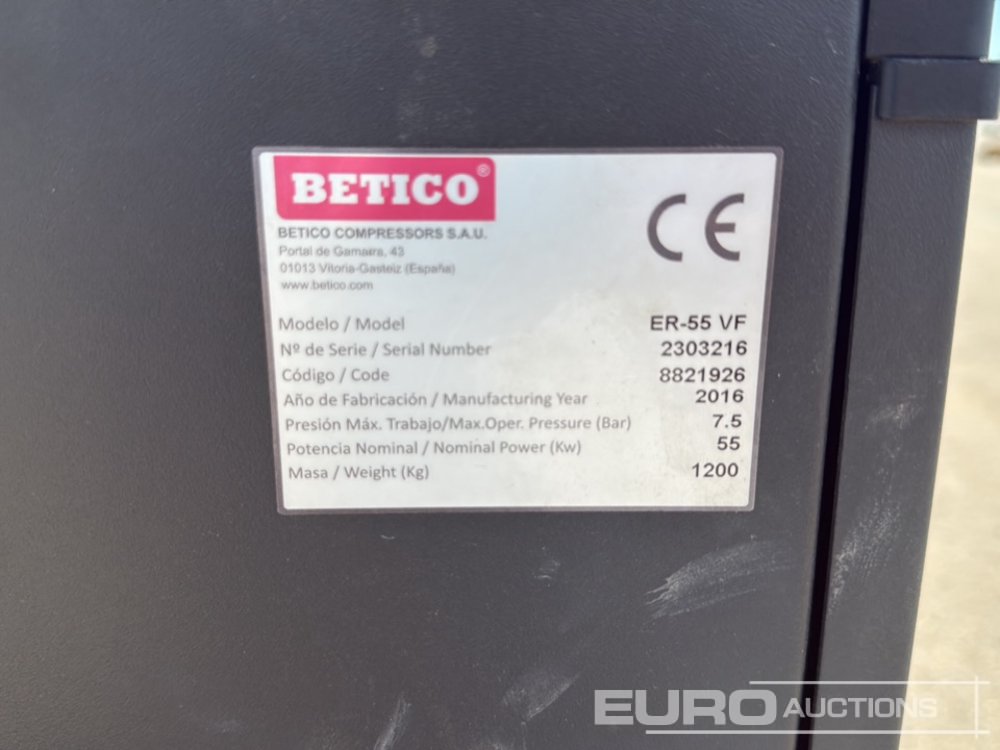 BETICO®
BETICO COMPRESSORS S.A.U.
Portal de Gamarra, 43
01013 Vitoria-Gasteiz (España)
www.betico.com
CE
Modelo / Model ER-55 VF
Nº de Serie / Serial Number 2303216
Código / Code 8821926
Año de Fabricación / Manufacturing Year 2016
Presión Máx. Trabajo/Max.Oper. Pressure (Bar) 7.5
Potencia Nominal / Nominal Power (Kw) 55
Masa / Weight (Kg) 1200
EURO AUCTIONS